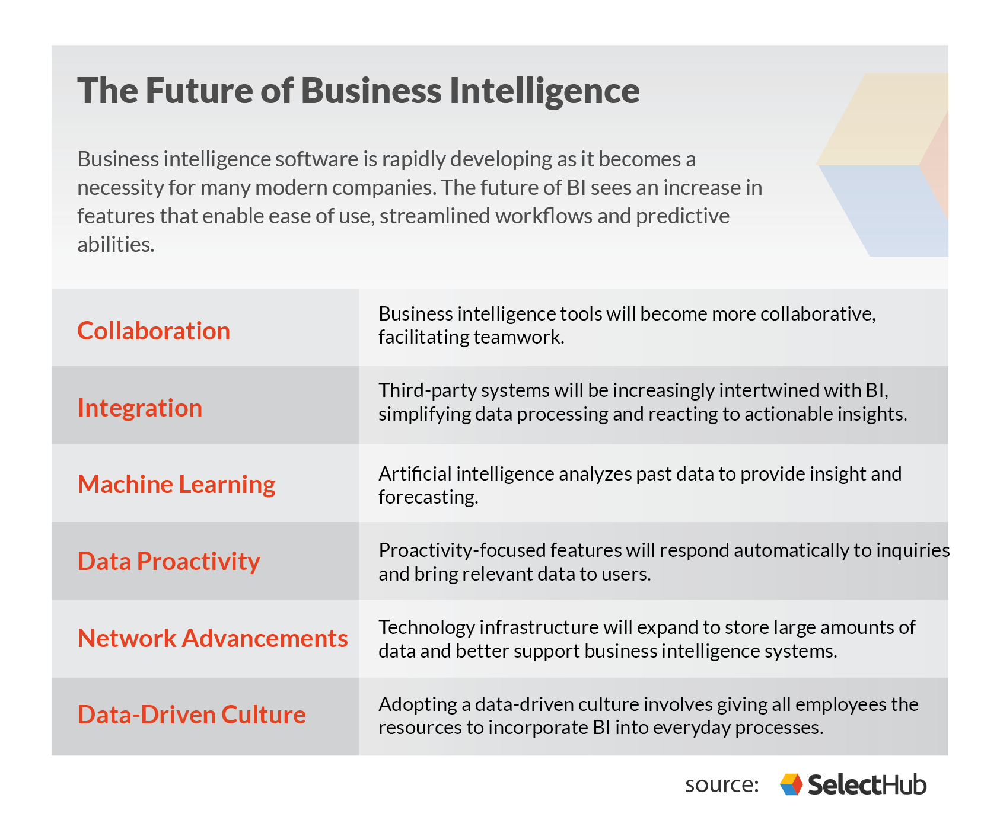 The Future of Business Intelligence
Business intelligence software is rapidly developing as it becomes a
necessity for many modern companies. The future of BI sees an increase in
features that enable ease of use, streamlined workflows and predictive
abilities.
Collaboration
Business intelligence tools will become more collaborative,
facilitating teamwork.
Integration
Third-party systems will be increasingly intertwined with BI,
simplifying data processing and reacting to actionable insights.
Machine Learning
Artificial intelligence analyzes past data to provide insight and
forecasting.
Data Proactivity
Proactivity-focused features will respond automatically to inquiries
and bring relevant data to users.
Network Advancements
Technology infrastructure will expand to store large amounts of
data and better support business intelligence systems.
Data-Driven Culture
Adopting a data-driven culture involves giving all employees the
resources to incorporate BI into everyday processes.
source: SelectHub